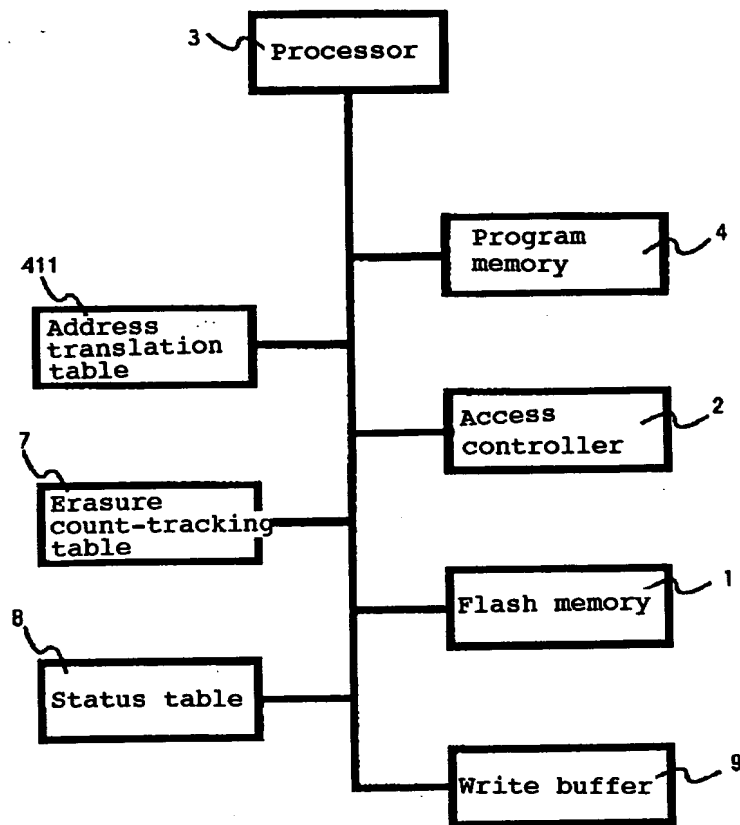 3
Processor
Program
memory
4
411
Address
translation
table
Access
controller
2
7
Erasure
count-tracking
table
Flash memory
1
8
Status table
Write buffer
9